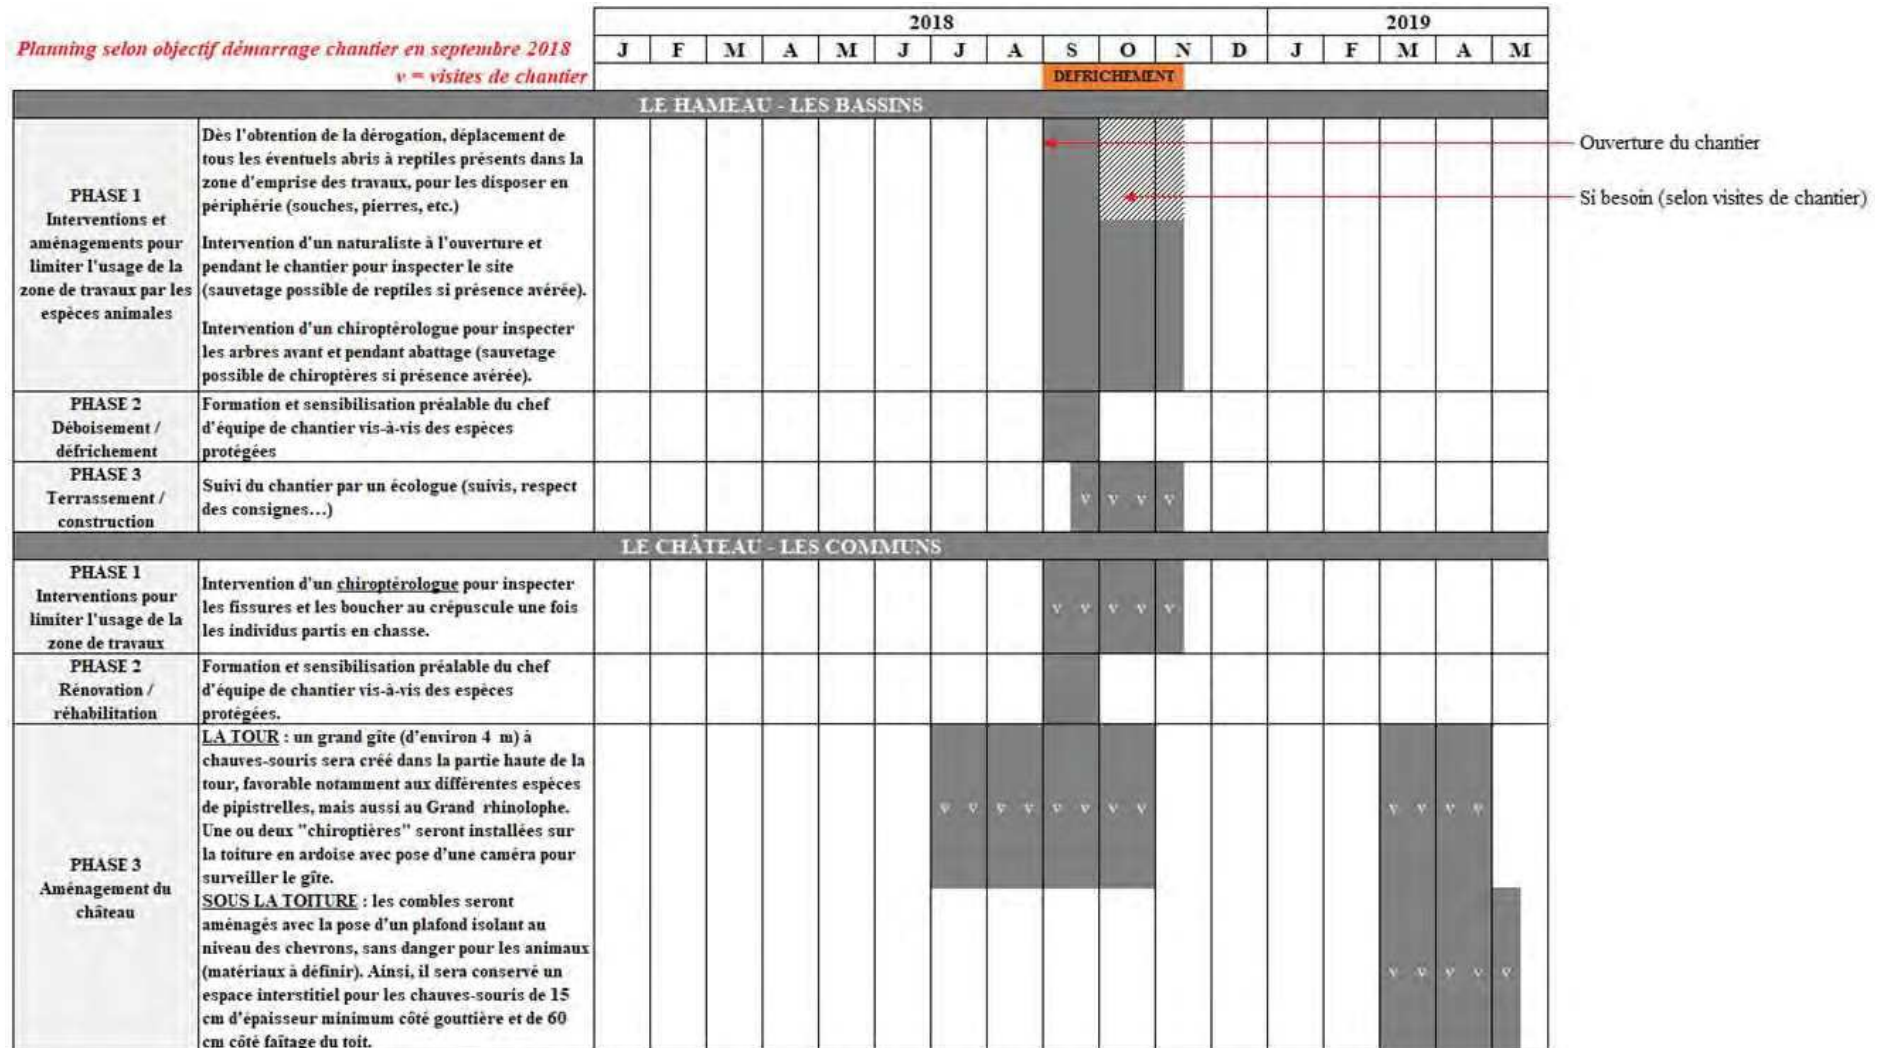 2018 2019
Planning selon objectif démarrage chantier en septembre 2018
J F M A M J J A S O N D J F M A M
v = visites de chantier
DEFRICHEMENT
LE HAMEAU - LES BASSINS
PHASE 1
Interventions et
aménagements pour
limiter l'usage de la
zone de travaux par les
espèces animales
Dès l'obtention de la dérogation, déplacement de
tous les éventuels abris à reptiles présents dans la
zone d'emprise des travaux, pour les disposer en
périphérie (souches, pierres, etc.)
Intervention d'un naturaliste à l'ouverture et
pendant le chantier pour inspecter le site
(sauvetage possible de reptiles si présence avérée).
Intervention d'un chiroptérologue pour inspecter
les arbres avant et pendant abattage (sauvetage
possible de chiroptères si présence avérée).
Ouverture du chantier
Si besoin (selon visites de chantier)
PHASE 2
Déboisement /
défrichement
Formation et sensibilisation préalable du chef
d'équipe de chantier vis-à-vis des espèces
protégées
PHASE 3
Terrassement /
construction
Suivi du chantier par un écologue (suivis, respect
des consignes…)
v v v v
LE CHÂTEAU - LES COMMUNS
PHASE 1
Interventions pour
limiter l'usage de la
zone de travaux
Intervention d'un chiroptérologue pour inspecter
les fissures et les boucher au crépuscule une fois
les individus partis en chasse.
v v v v v
PHASE 2
Rénovation /
réhabilitation
Formation et sensibilisation préalable du chef
d'équipe de chantier vis-à-vis des espèces
protégées.
PHASE 3
Aménagement du
château
LA TOUR : un grand gîte (d'environ 4 m) à
chauves-souris sera créé dans la partie haute de la
tour, favorable notamment aux différentes espèces
de pipistrelles, mais aussi au Grand rhinolophe.
Une ou deux "chiroptières" seront installées sur
la toiture en ardoise avec pose d'une caméra pour
surveiller le gîte.
v v v v v v v v v v v v
SOUS LA TOITURE : les combles seront
aménagés avec la pose d'un plafond isolant au
niveau des chevrons, sans danger pour les animaux
(matériaux à définir). Ainsi, il sera conservé un
espace interstitiel pour les chauves-souris de 15
cm d'épaisseur minimum côté gouttière et de 60
cm côté faîtage du toit.
v v v v v